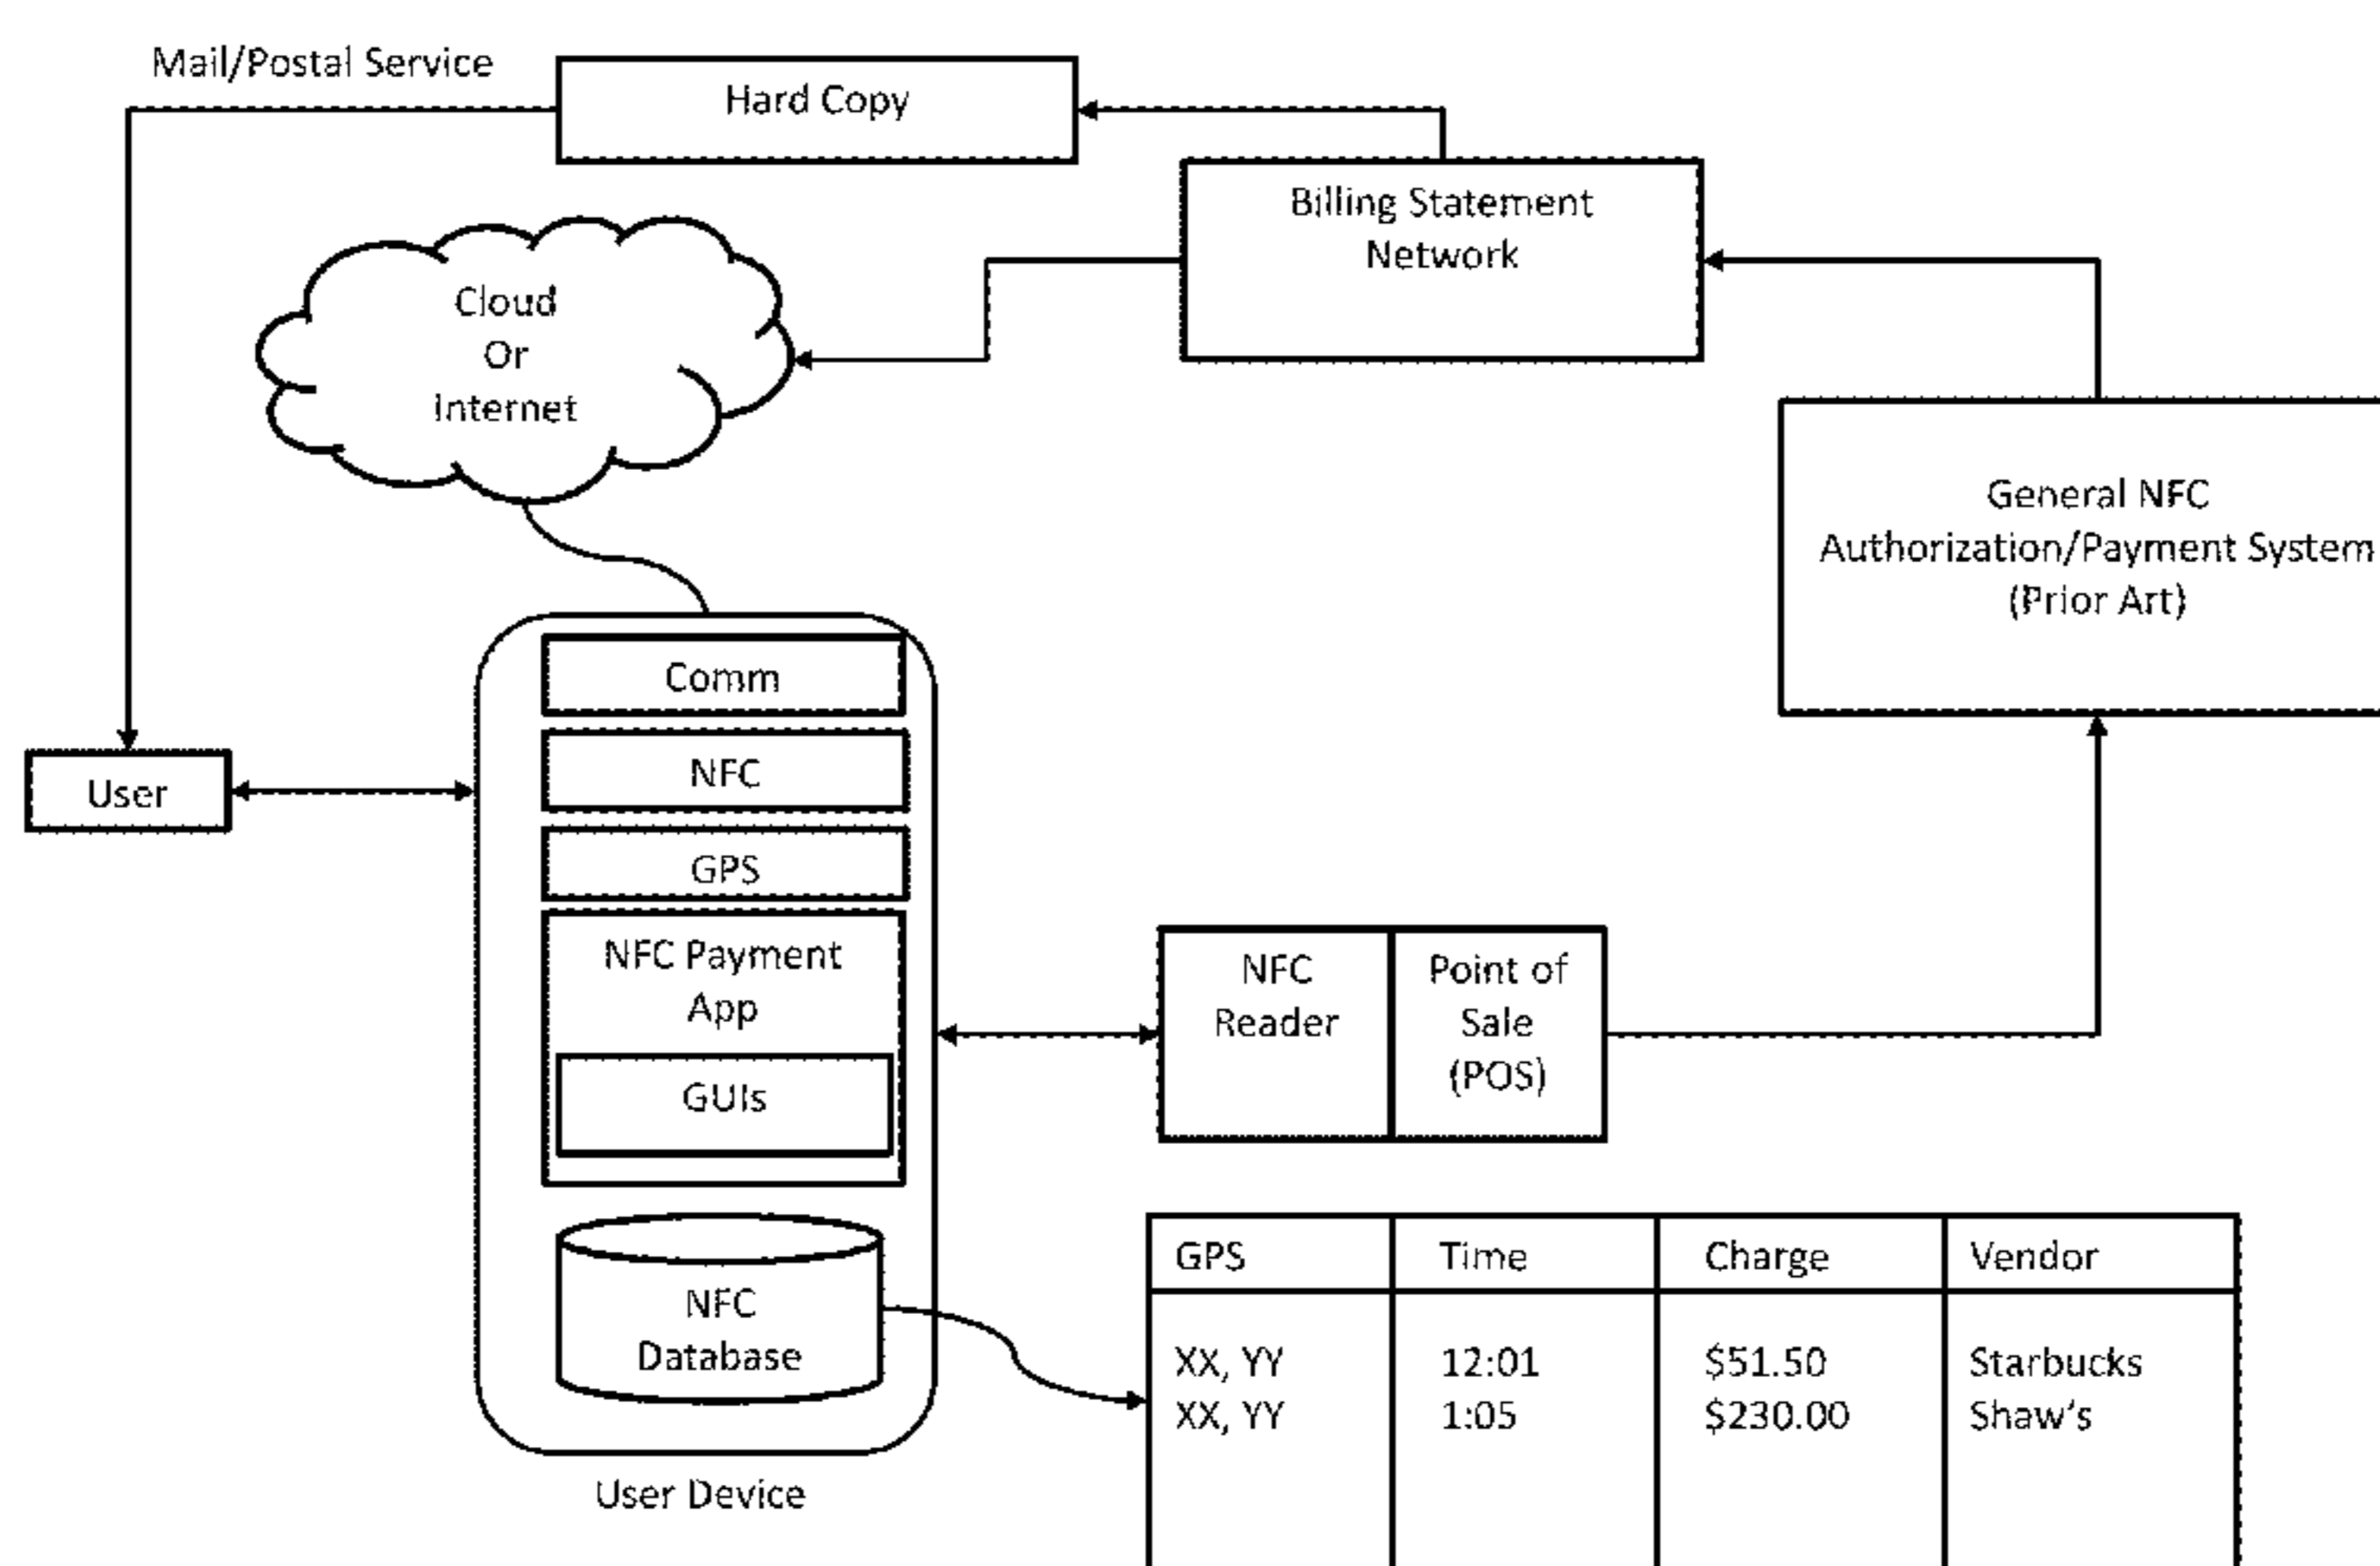 Mail/Postal Service
Hard Copy
Billing Statement
Network
Cloud
Or
Internet
General NFC
Authorization/Payment System
(Prior Art)
Comm
NFC
GPS
User
NFC Payment
App
GUIs
NFC
Reader
Point of
Sale
(POS)
NFC
Database
User Device
GPS Time Charge Vendor
XX, YY 12:01 $51.50 Starbucks
XX, YY 1:05 $230.00 Shaw's